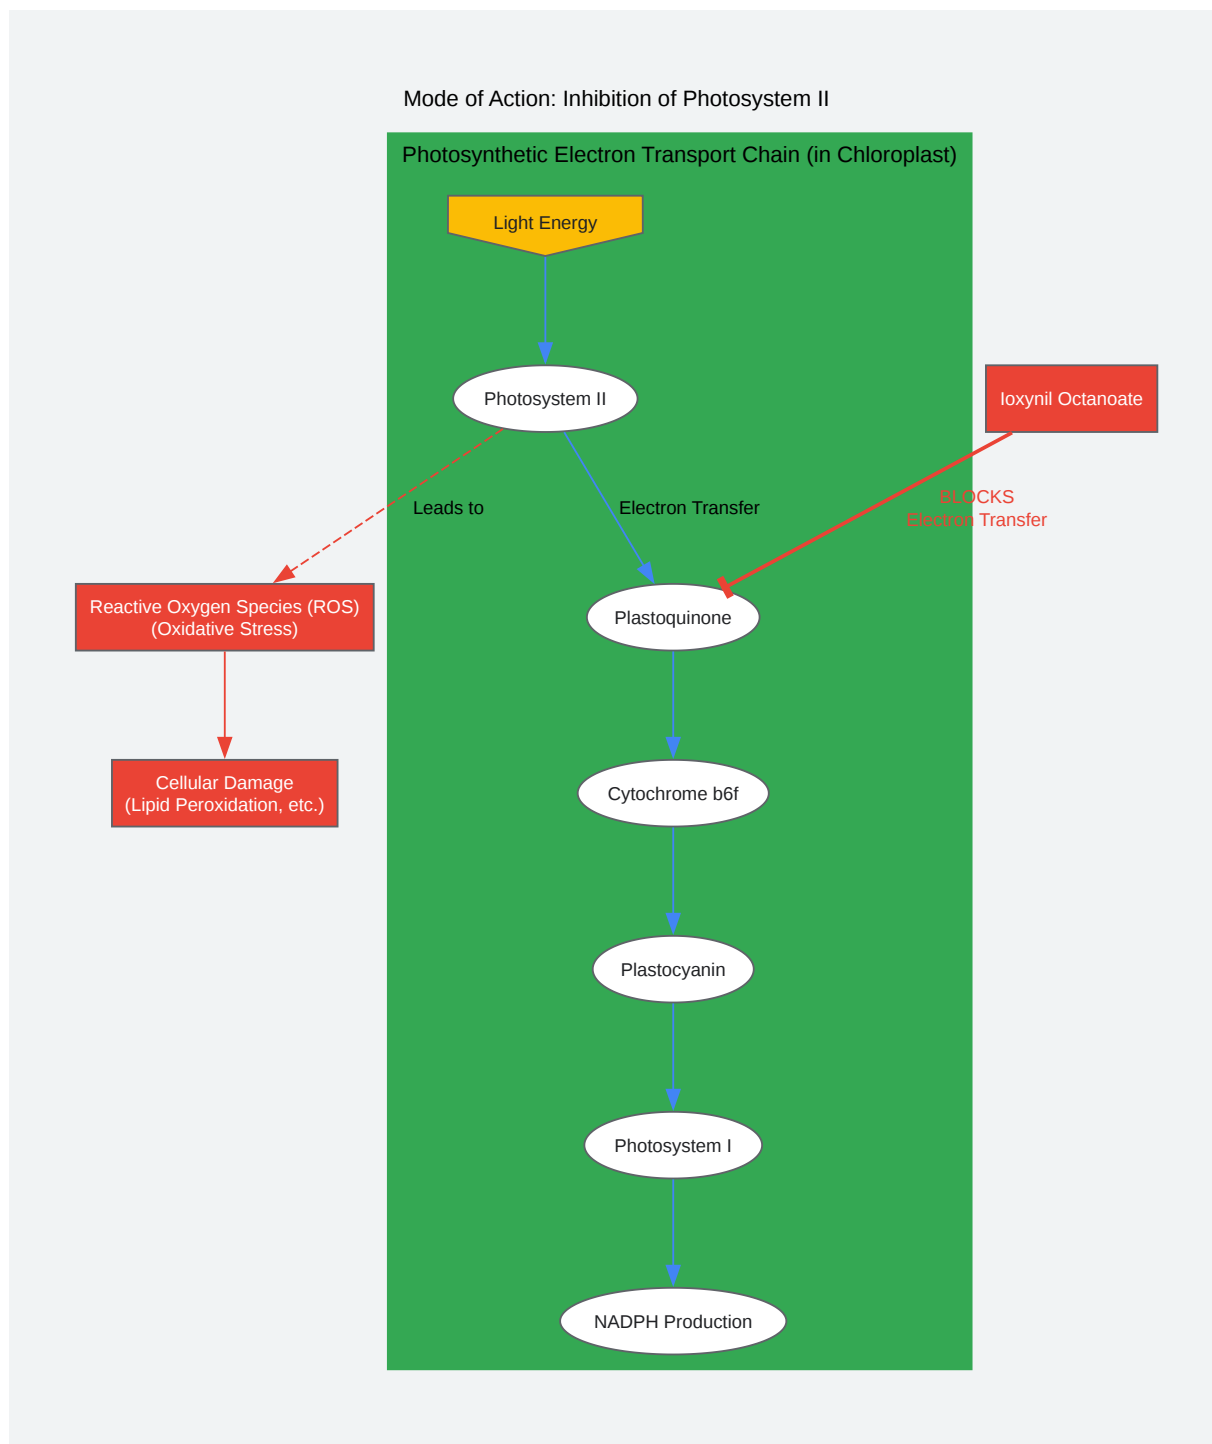 Mode of Action: Inhibition of Photosystem II
Photosynthetic Electron Transport Chain (in Chloroplast)
Light Energy
Photosystem II
Ioxynil Octanoate
Leads to
Electron Transfer
BLOCKS
Electron Transfer
Reactive Oxygen Species (ROS)
(Oxidative Stress)
Plastoquinone
Cellular Damage
(Lipid Peroxidation, etc.)
Cytochrome b6f
Plastocyanin
Photosystem I
NADPH Production